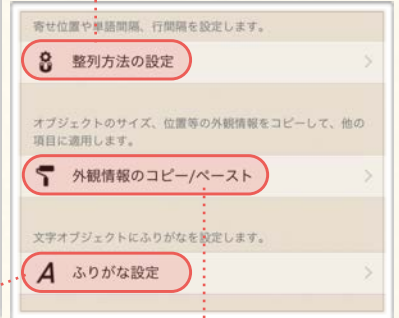 寄せ位置や単語間隔、行間隔を設定します。
整列方法の設定
オブジェクトのサイズ、位置等の外観情報をコピーして、他の
項目に適用します。
外観情報のコピー/ペースト
文字オブジェクトにふりがなを設定します。
A ふりがな設定